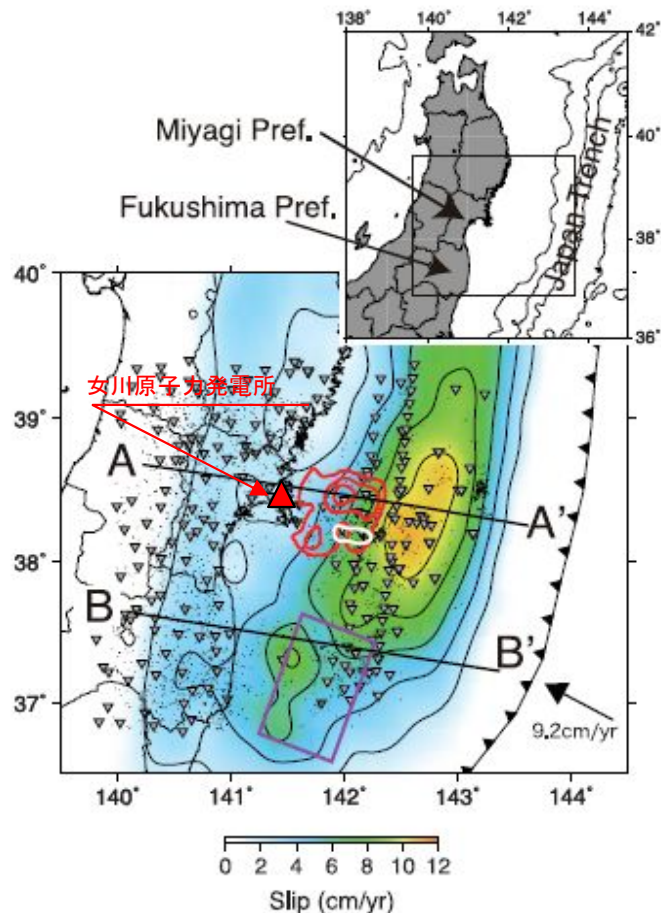 138° 140° 142° 144°
42°
40°
38°
36°
Miyagi Pref.
Fukushima Pref.
Japan Trench
40°
39°
38°
37°
女川原子力発電所
A
A'
B
B'
9.2cm/yr
140° 141° 142° 143° 144°
0 2 4 6 8 10 12
Slip (cm/yr)